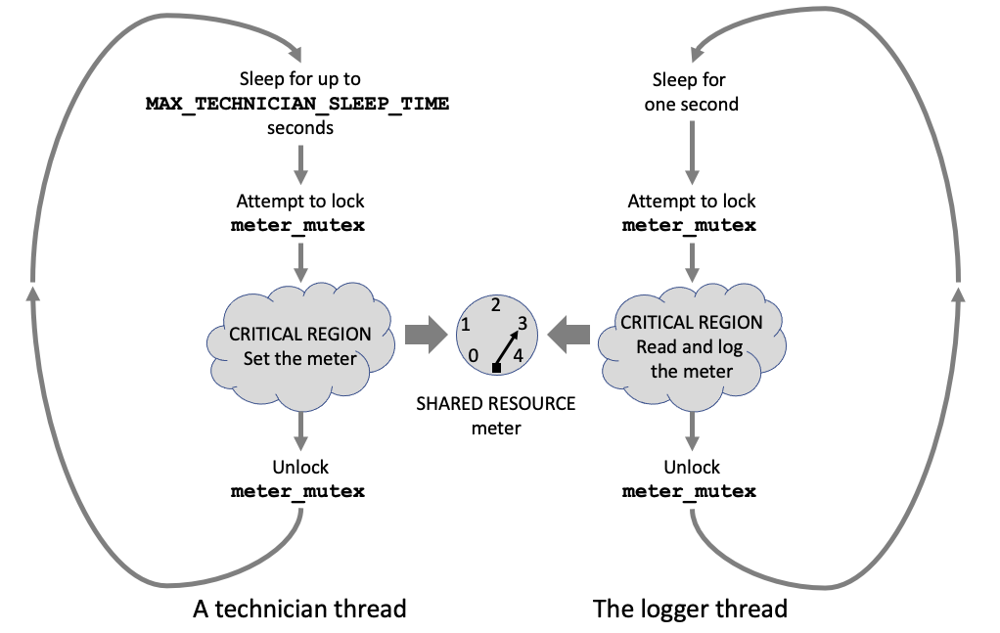 Sleep for up to
MAX_TECHNICIAN_SLEEP_TIME
seconds
Attempt to lock
meter_mutex
CRITICAL REGION
Set the meter
Unlock
meter_mutex
A technician thread
2
1
3
0
4
SHARED RESOURCE
meter
Sleep for
one second
Attempt to lock
meter_mutex
CRITICAL REGION
Read and log
the meter
Unlock
meter_mutex
The logger thread